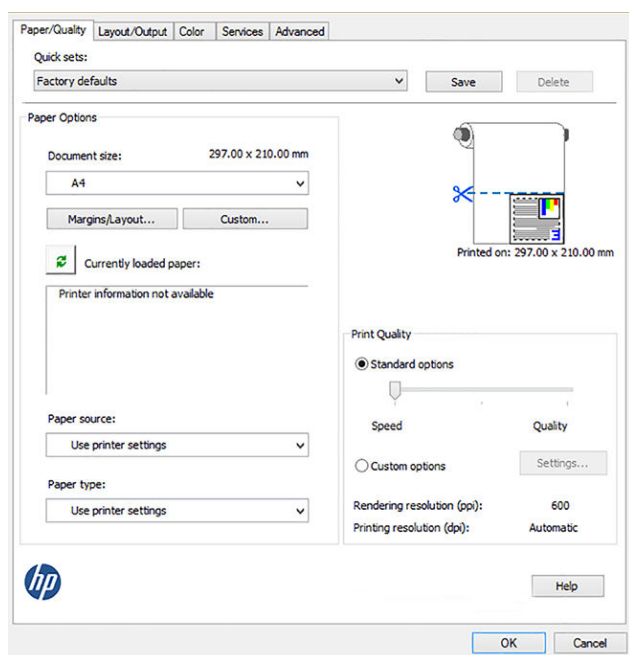 Paper/Quality Layout/Output Color Services Advanced
Quick sets:
Factory defaults
Save Delete
Paper Options
Document size: 297.00 x 210.00 mm
A4
Margins/Layout... Custom...
Currently loaded paper:
Printer information not available
Printed on: 297.00 x 210.00 mm
Print Quality
Standard options
Speed Quality
Custom options Settings...
Rendering resolution (ppi): 600
Printing resolution (dpi): Automatic
Paper source:
Use printer settings
Paper type:
Use printer settings
hp
Help
OK Cancel